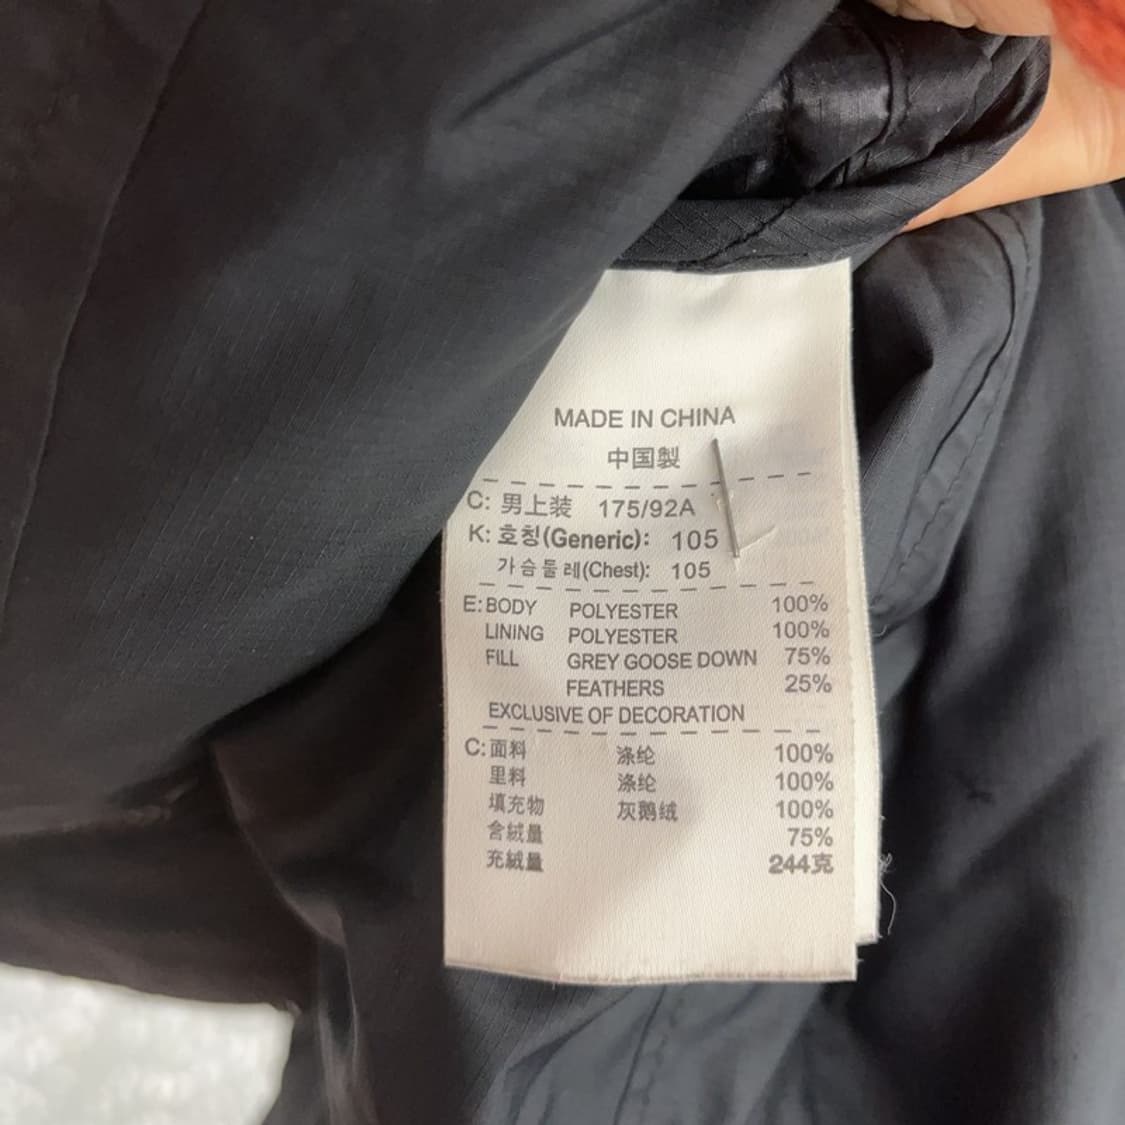 MADE IN CHINA
中国製
C: 男上装 175/92A
K: 호칭(Generic): 105
가슴둘레(Chest): 105
E: BODY POLYESTER 100%
LINING POLYESTER 100%
FILL GREY GOOSE DOWN 75%
FEATHERS 25%
EXCLUSIVE OF DECORATION
C: 面料 涤纶 100%
里料 涤纶 100%
填充物 灰鹅绒 100%
含絨量 75%
充絨量 244克